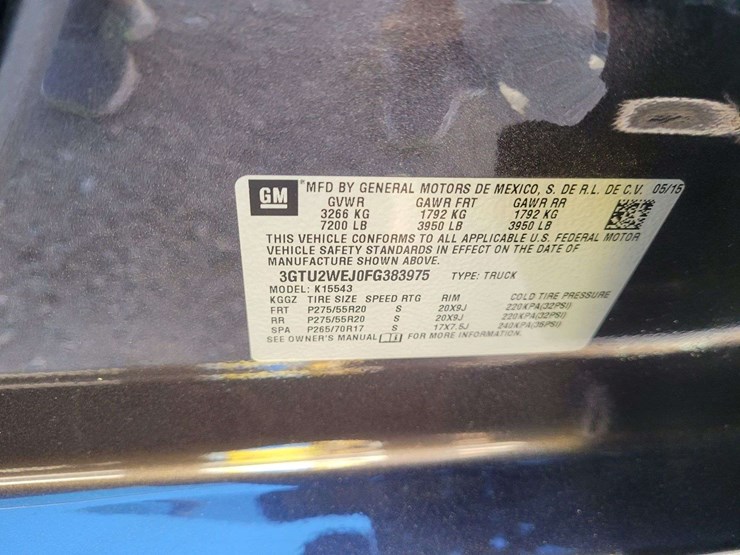 GM
"MFD BY GENERAL MOTORS DE MEXICO, S. DE R.L. DE C.V. 05/15
GVWR GAWR FRT GAWR RR
3266 KG 1792 KG 1792 KG
7200 LB 3950 LB 3950 LB
THIS VEHICLE CONFORMS TO ALL APPLICABLE U.S. FEDERAL MOTOR
VEHICLE SAFETY STANDARDS IN EFFECT ON THE DATE OF
MANUFACTURE SHOWN ABOVE.
3GTU2WEJ0FG383975 TYPE: TRUCK
MODEL: K15543
KGGZ TIRE SIZE SPEED RTG RIM COLD TIRE PRESSURE
FRT P275/55R20 S 20X9J 220KPA(32PSI)
RR P275/55R20 S 20X9J 220KPA(32PSI)
SPA P265/70R17 S 17X7.5J 240KPA(35PSI)
SEE OWNER'S MANUAL FOR MORE INFORMATION.